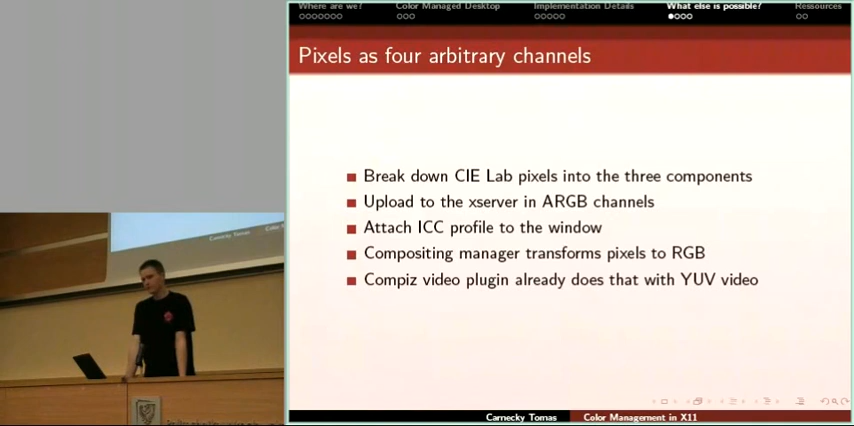 Where are we?
Color Managed Desktop
Implementation Details
What else is possible?
Ressources
Pixels as four arbitrary channels
Break down CIE Lab pixels into the three components
Upload to the xserver in ARGB channels
Attach ICC profile to the window
Compositing manager transforms pixels to RGB
Compiz video plugin already does that with YUV video
Carnecky Tomas
Color Management in X11
Carnecky Tomas